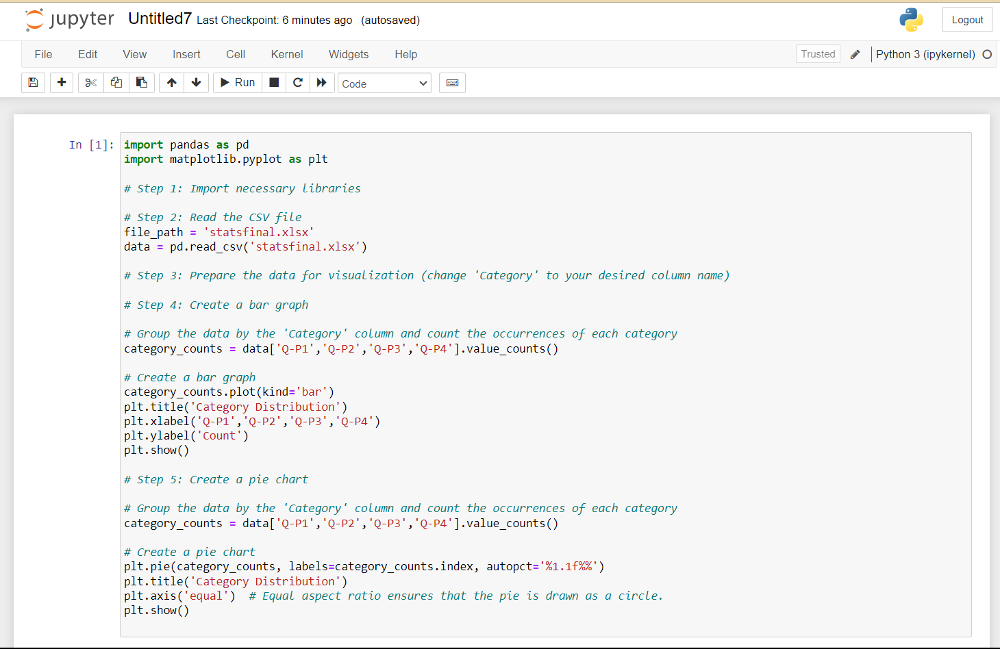 jupyter Untitled7 Last Checkpoint: 6 minutes ago (autosaved) Logout
File Edit View Insert Cell Kernel Widgets Help Trusted Python 3 (ipykernel)
Run Code
In [1]: import pandas as pd
import matplotlib.pyplot as plt
# Step 1: Import necessary libraries
# Step 2: Read the CSV file
file_path = 'statsfinal.xlsx'
data = pd.read_csv('statsfinal.xlsx')
# Step 3: Prepare the data for visualization (change 'Category' to your desired column name)
# Step 4: Create a bar graph
# Group the data by the 'Category' column and count the occurrences of each category
category_counts = data['Q-P1','Q-P2','Q-P3','Q-P4'].value_counts()
# Create a bar graph
category_counts.plot(kind='bar')
plt.title('Category Distribution')
plt.xlabel('Q-P1','Q-P2','Q-P3','Q-P4')
plt.ylabel('Count')
plt.show()
# Step 5: Create a pie chart
# Group the data by the 'Category' column and count the occurrences of each category
category_counts = data['Q-P1','Q-P2','Q-P3','Q-P4'].value_counts()
# Create a pie chart
plt.pie(category_counts, labels=category_counts.index, autopct='%1.1f%%')
plt.title('Category Distribution')
plt.axis('equal')  # Equal aspect ratio ensures that the pie is drawn as a circle.
plt.show()